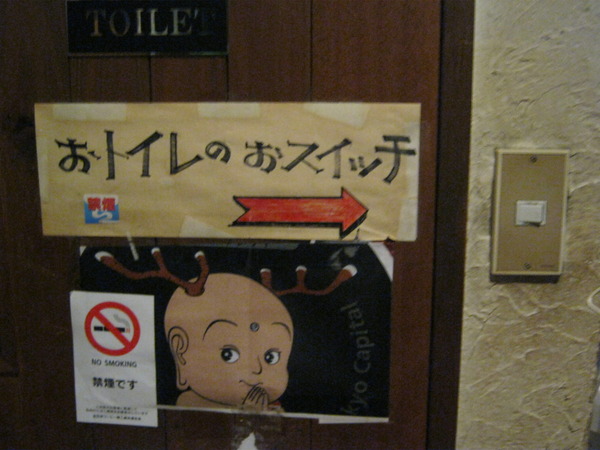 TOILET
おトイレの おスイッチ
禁煙
NO SMOKING
禁煙です
kyo Capital